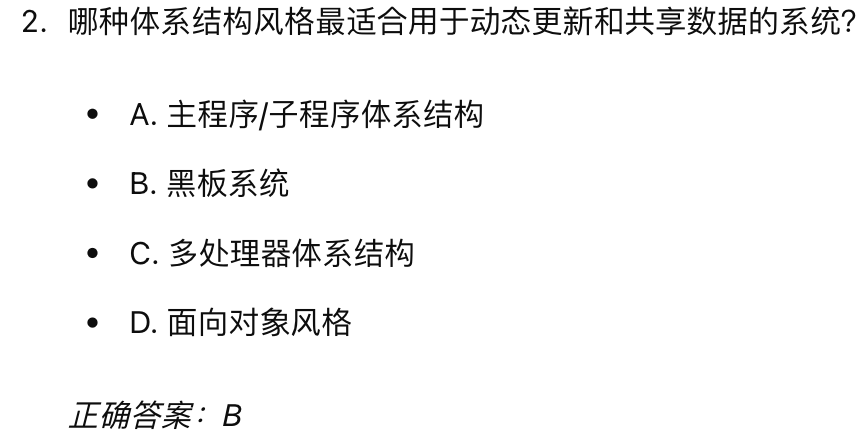 2. 哪种体系结构风格最适合用于动态更新和共享数据的系统?
• A. 主程序/子程序体系结构
• B. 黑板系统
• C. 多处理器体系结构
• D. 面向对象风格
正确答案：B